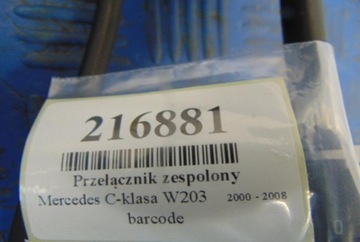 216881
Przełącznik zespolony
Mercedes C-klasa W203 2000 - 2008
barcode